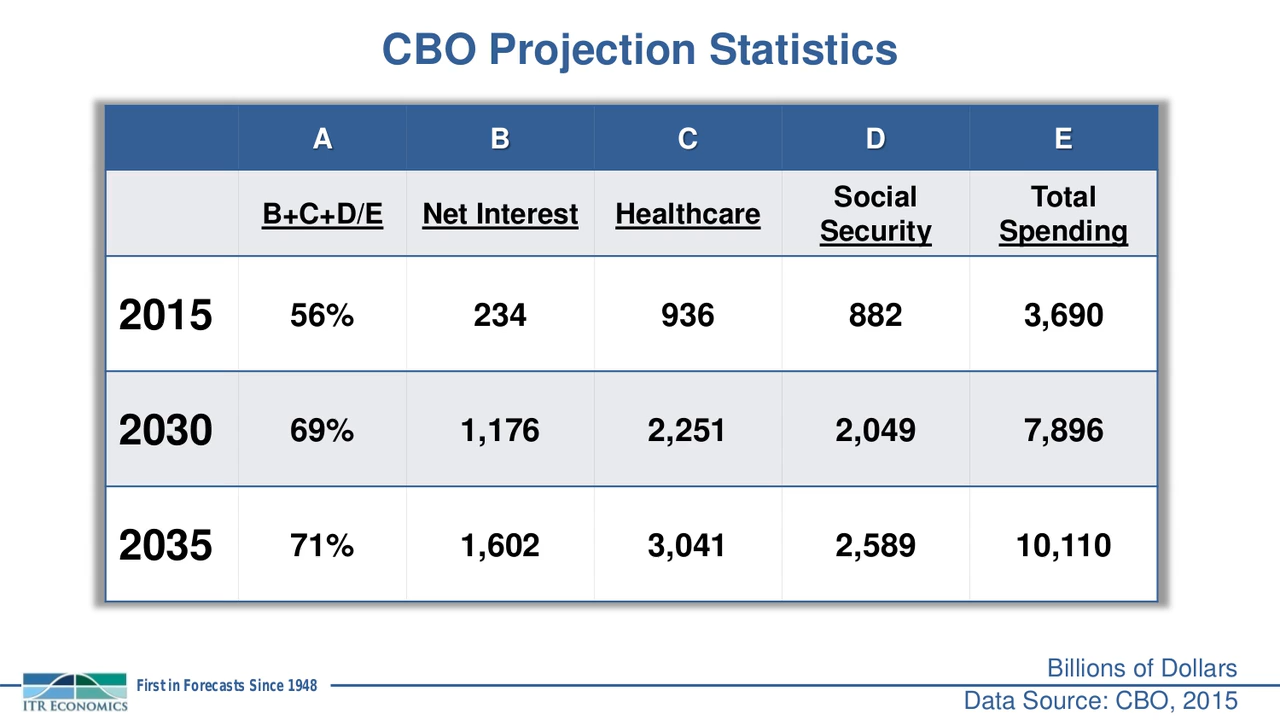 CBO Projection Statistics
A B C D E
B+C+D/E Net Interest Healthcare Social Security Total Spending
2015 56% 234 936 882 3,690
2030 69% 1,176 2,251 2,049 7,896
2035 71% 1,602 3,041 2,589 10,110
Billions of Dollars
First in Forecasts Since 1948
ITR ECONOMICS
Data Source: CBO, 2015